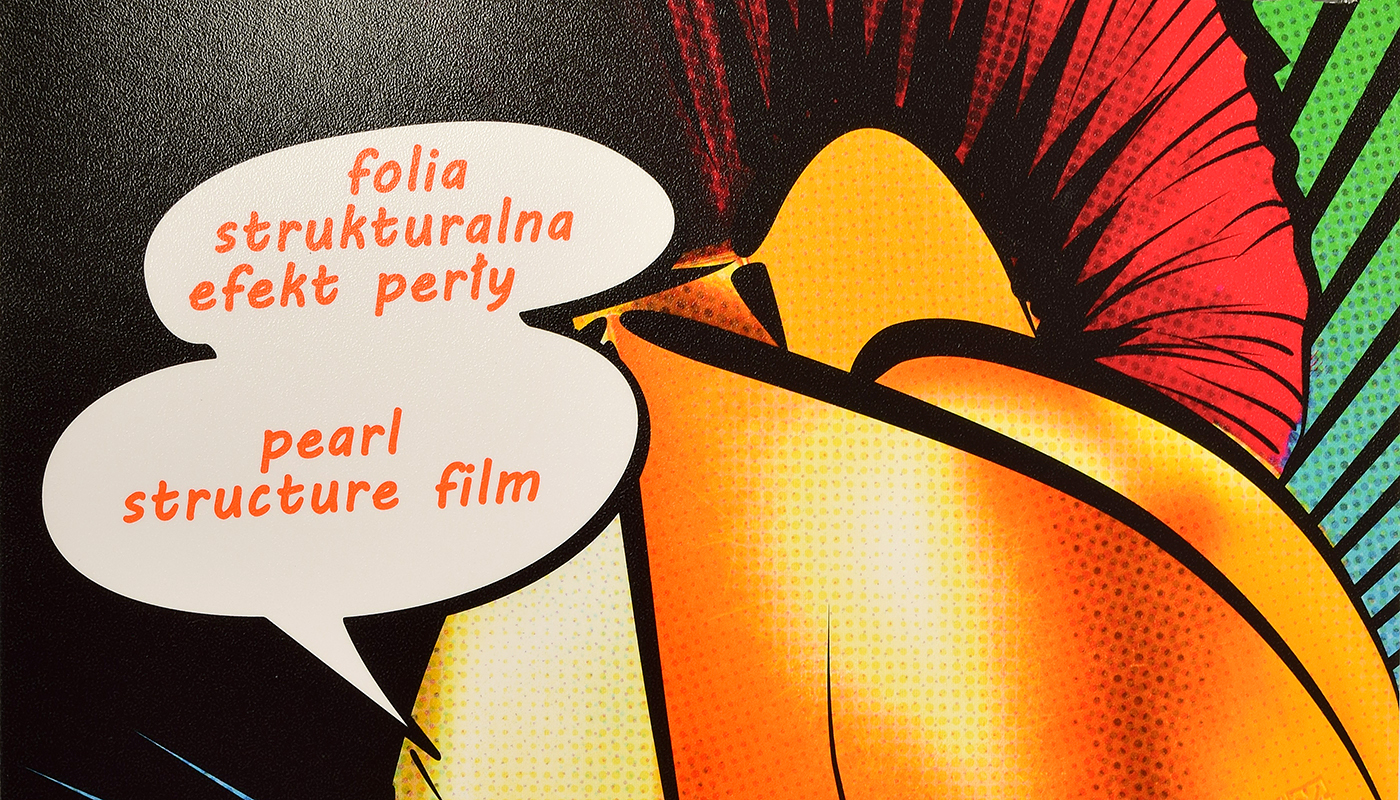 folia
strukturalna
efekt perły
pearl
structure film